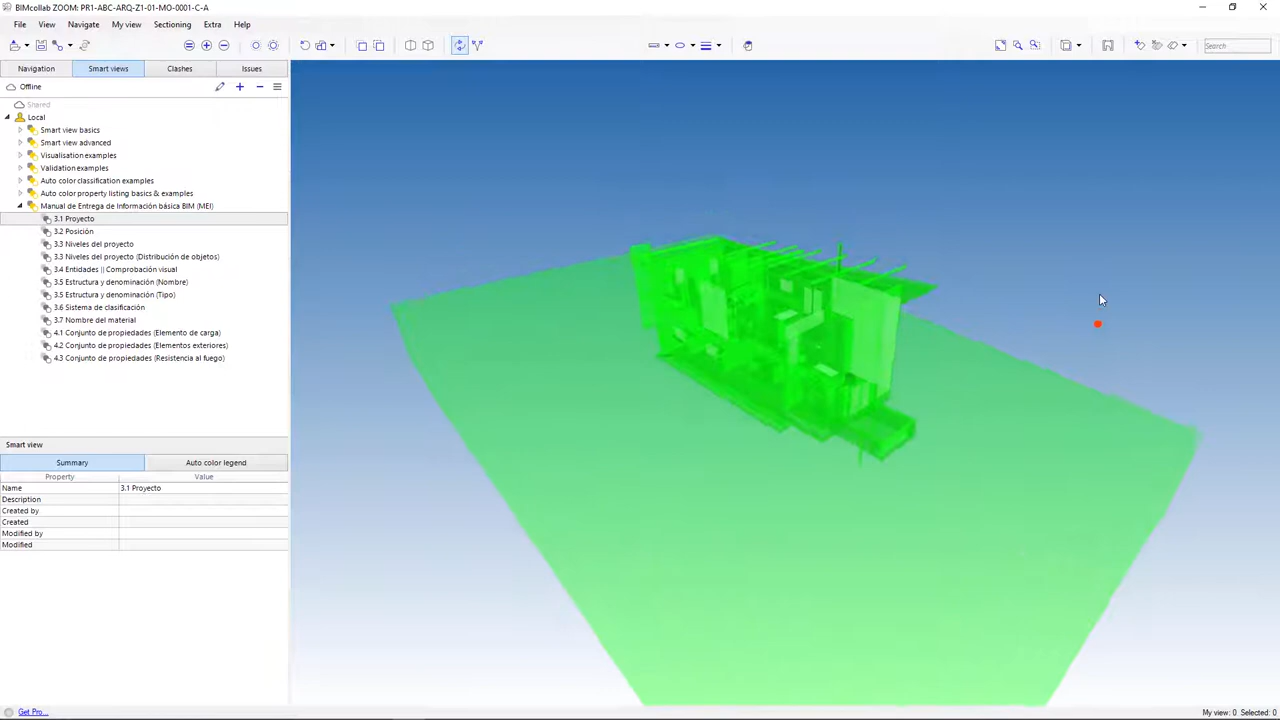 BIMcollab ZOOM: PR1-ABC-ARQ-Z1-01-MO-0001-C-A
File View Navigate My view Sectioning Extra Help
Search
Navigation Smart views Clashes Issues
Offline
Shared
Local
Smart view basics
Smart view advanced
Visualisation examples
Validation examples
Auto color classification examples
Auto color property listing basics & examples
Manual de Entrega de Información básica BIM (MEI)
3.1 Proyecto
3.2 Posición
3.3 Niveles del proyecto
3.3 Niveles del proyecto (Distribución de objetos)
3.4 Entidades || Comprobación visual
3.5 Estructura y denominación (Nombre)
3.5 Estructura y denominación (Tipo)
3.6 Sistema de clasificación
3.7 Nombre del material
4.1 Conjunto de propiedades (Elemento de carga)
4.2 Conjunto de propiedades (Elementos exteriores)
4.3 Conjunto de propiedades (Resistencia al fuego)
Smart view
Summary Auto color legend
Property Value
Name 3.1 Proyecto
Description
Created by
Created
Modified by
Modified
Get Pro...
My view: 0 Selected: 0